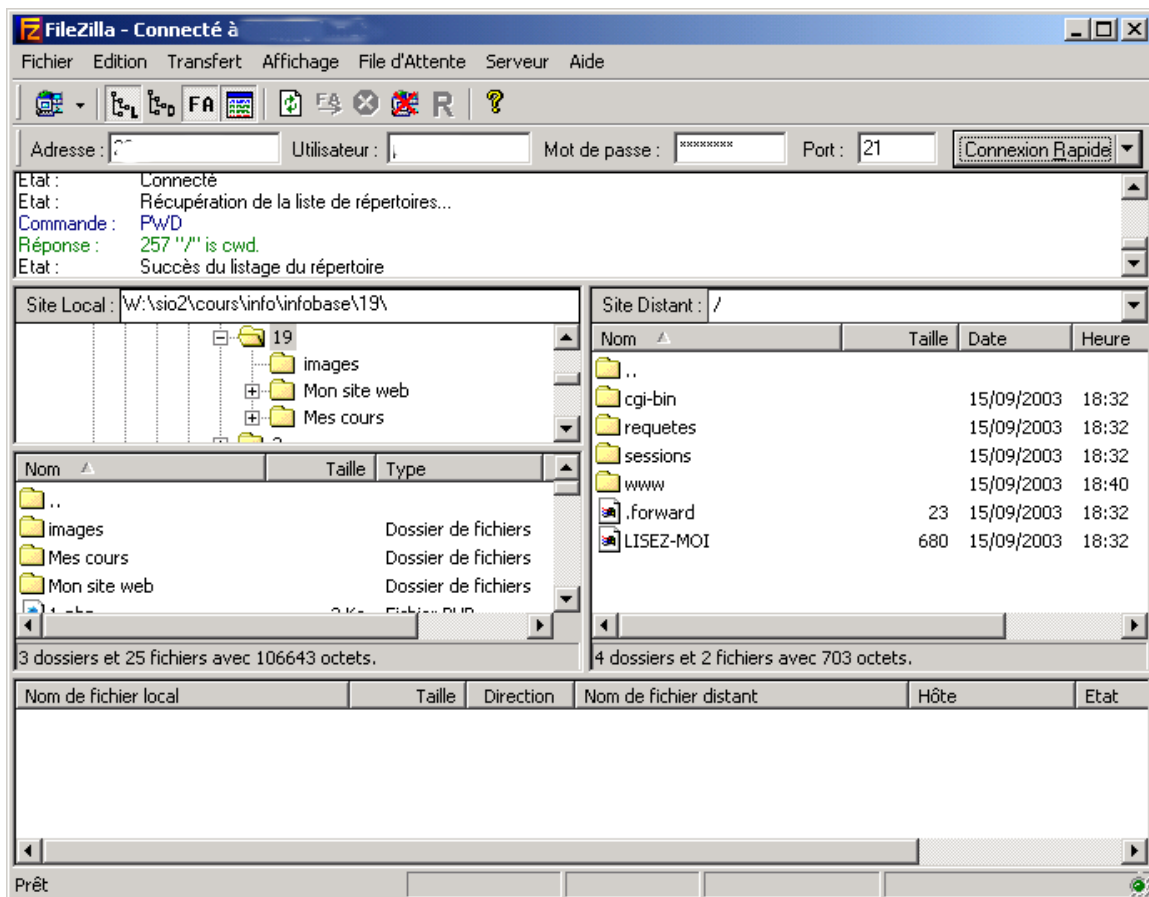 FileZilla - Connecté à
Fichier Edition Transfert Affichage File d'Attente Serveur Aide
L D FA FA R ?
Adresse : Utilisateur : Mot de passe : ******** Port : 21 Connexion Rapide
Etat : Connecté
Etat : Récupération de la liste de répertoires...
Commande : PWD
Réponse : 257 "/" is cwd.
Etat : Succès du listage du répertoire
Site Local : W:\sio2\cours\info\infobase\19\
19
images
Mon site web
Mes cours
Nom Taille Type
..
images Dossier de fichiers
Mes cours Dossier de fichiers
Mon site web Dossier de fichiers
3 dossiers et 25 fichiers avec 106643 octets.
Site Distant : /
Nom Taille Date Heure
..
cgi-bin 15/09/2003 18:32
requetes 15/09/2003 18:32
sessions 15/09/2003 18:32
www 15/09/2003 18:40
.forward 23 15/09/2003 18:32
LISEZ-MOI 680 15/09/2003 18:32
4 dossiers et 2 fichiers avec 703 octets.
Nom de fichier local Taille Direction Nom de fichier distant Hôte Etat
Prêt